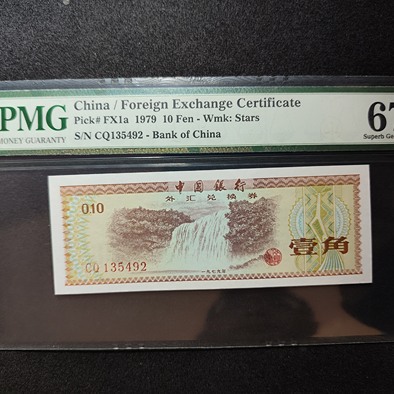 PMG
MONEY GUARANTY
China / Foreign Exchange Certificate
Pick# FX1a 1979 10 Fen - Wmk: Stars
S/N CQ135492 - Bank of China
67
Superb Ge
中国银行
外汇兑换券
0.10
壹角
CQ 135492
一九七九年